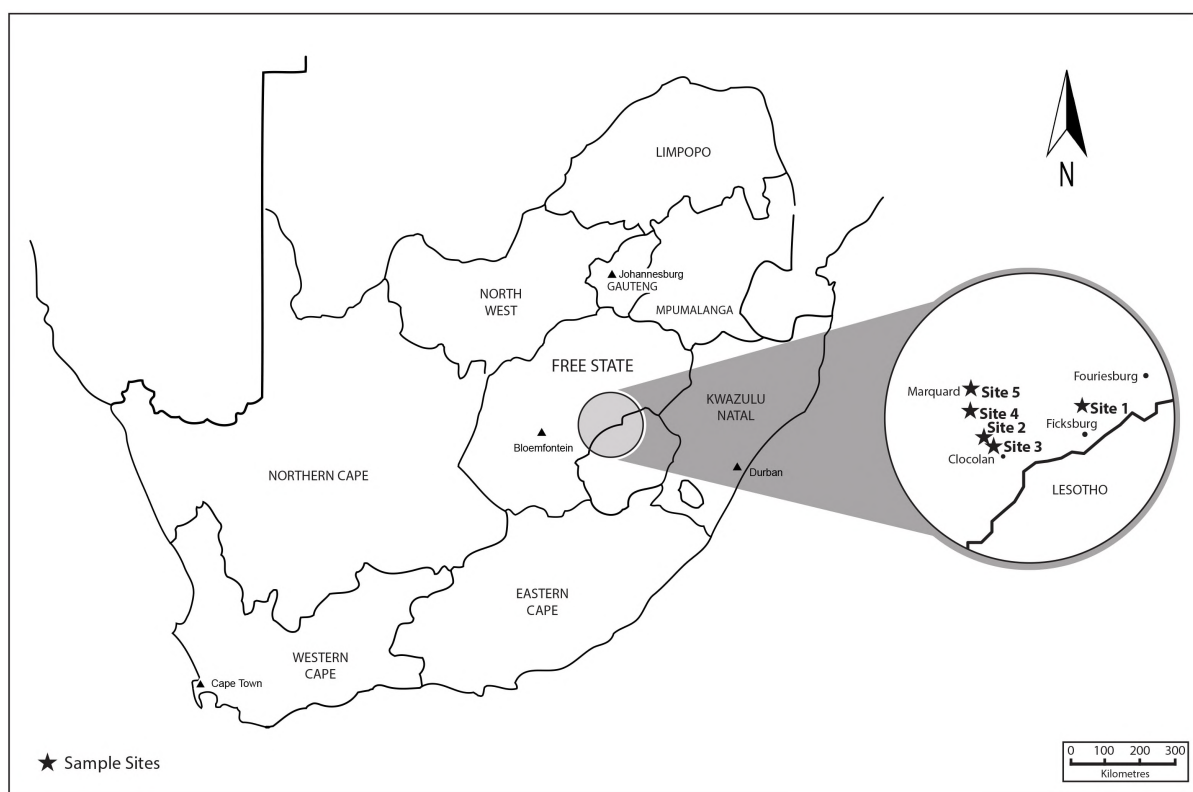 LIMPOPO
N
Johannesburg
GAUTENG
NORTH
WEST
MPUMALANGA
FREE STATE
KWAZULU
NATAL
Bloemfontein
Durban
NORTHERN CAPE
EASTERN
CAPE
WESTERN
CAPE
Cape Town
Fouriesburg
Marquard
Site 5
Site 1
Site 4
Ficksburg
Site 2
Site 3
Clocolan
LESOTHO
Sample Sites
0 100 200 300
Kilometres